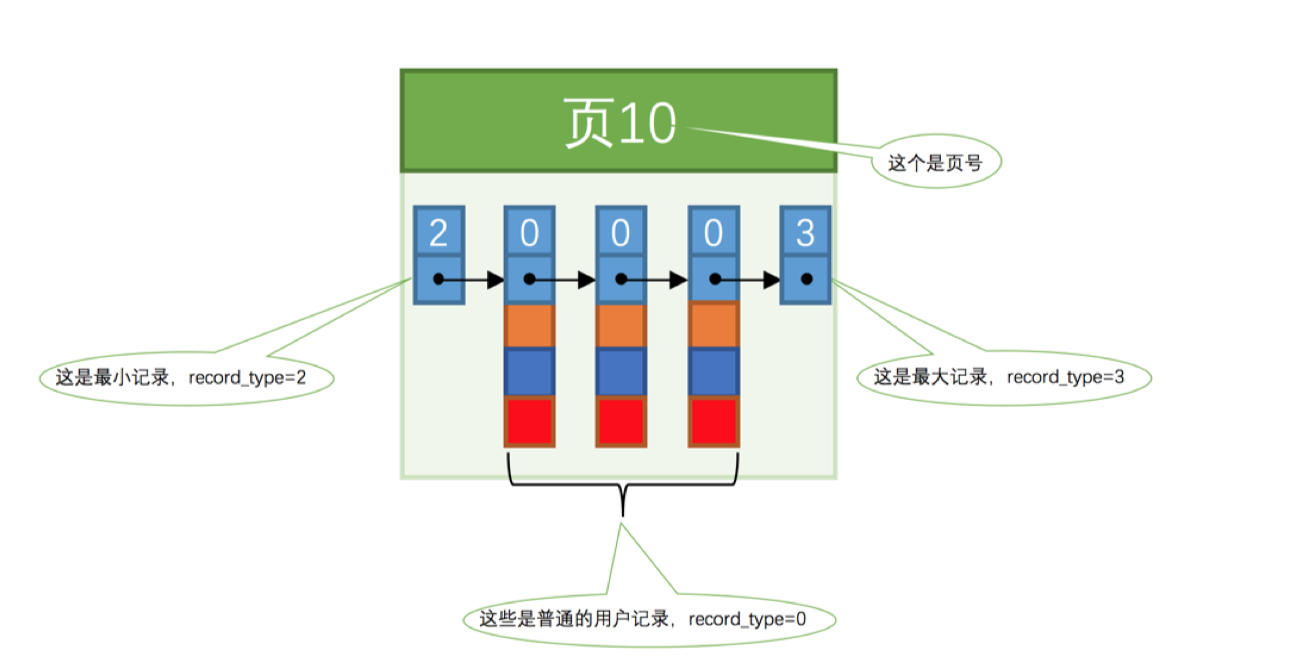 页10
这个是页号
2 0 0 0 3
这是最小记录，record_type=2
这是最大记录，record_type=3
这些是普通的用户记录，record_type=0